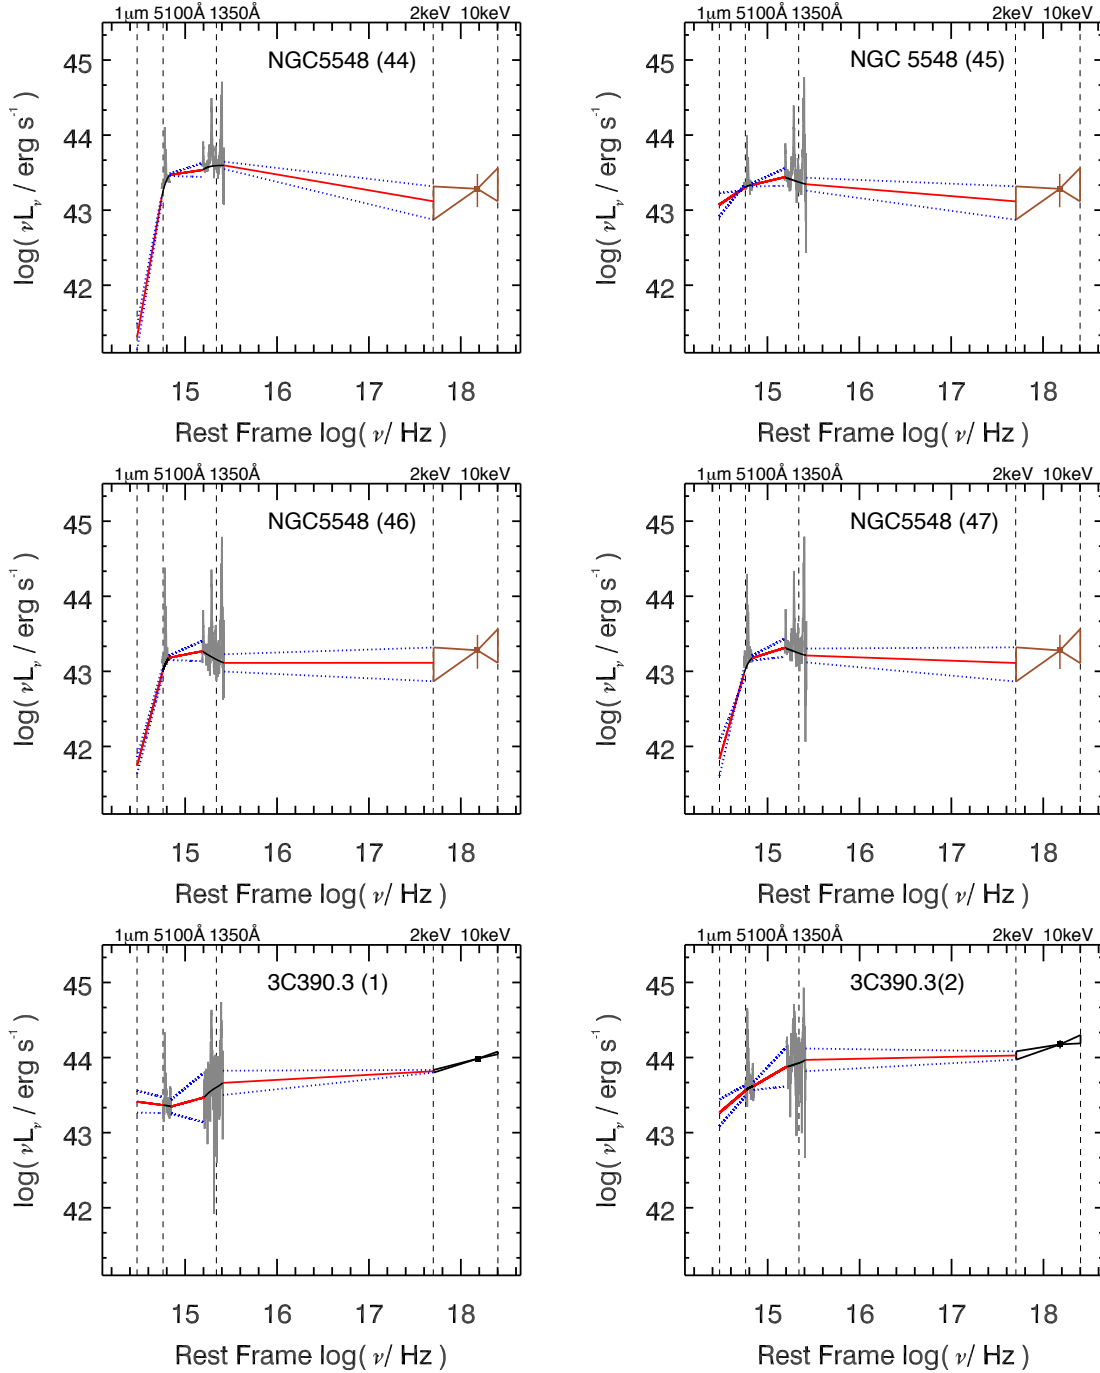 1μm 5100Å 1350Å 2keV 10keV
NGC5548 (44)
45
44
43
42
log( νLν / erg s⁻¹ )
15 16 17 18
Rest Frame log( ν/ Hz )
1μm 5100Å 1350Å 2keV 10keV
NGC 5548 (45)
45
44
43
42
log( νLν / erg s⁻¹ )
15 16 17 18
Rest Frame log( ν/ Hz )
1μm 5100Å 1350Å 2keV 10keV
NGC5548 (46)
45
44
43
42
log( νLν / erg s⁻¹ )
15 16 17 18
Rest Frame log( ν/ Hz )
1μm 5100Å 1350Å 2keV 10keV
NGC5548 (47)
45
44
43
42
log( νLν / erg s⁻¹ )
15 16 17 18
Rest Frame log( ν/ Hz )
1μm 5100Å 1350Å 2keV 10keV
3C390.3 (1)
45
44
43
42
log( νLν / erg s⁻¹ )
15 16 17 18
Rest Frame log( ν/ Hz )
1μm 5100Å 1350Å 2keV 10keV
3C390.3(2)
45
44
43
42
log( νLν / erg s⁻¹ )
15 16 17 18
Rest Frame log( ν/ Hz )